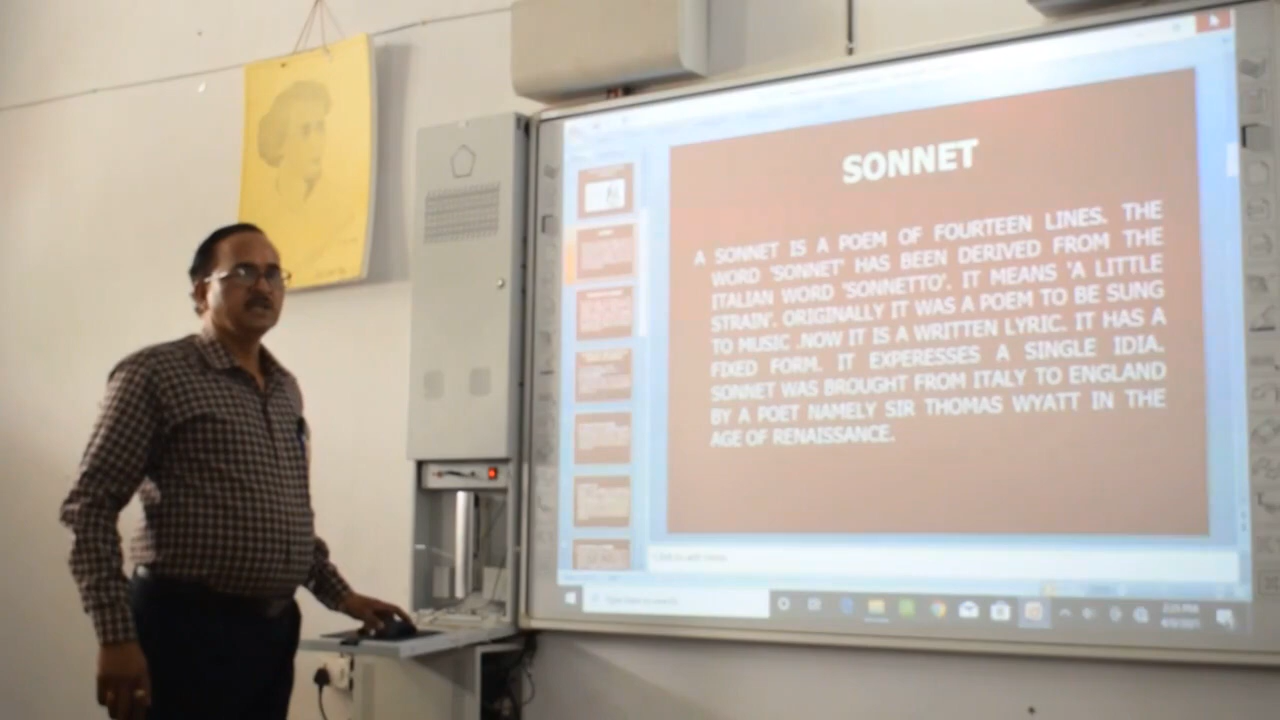 SONNET
A SONNET IS A POEM OF FOURTEEN LINES. THE
WORD 'SONNET' HAS BEEN DERIVED FROM THE
ITALIAN WORD 'SONNETTO'. IT MEANS 'A LITTLE
STRAIN'. ORIGINALLY IT WAS A POEM TO BE SUNG
TO MUSIC .NOW IT IS A WRITTEN LYRIC. IT HAS A
FIXED FORM. IT EXPERESSES A SINGLE IDIA.
SONNET WAS BROUGHT FROM ITALY TO ENGLAND
BY A POET NAMELY SIR THOMAS WYATT IN THE
AGE OF RENAISSANCE.